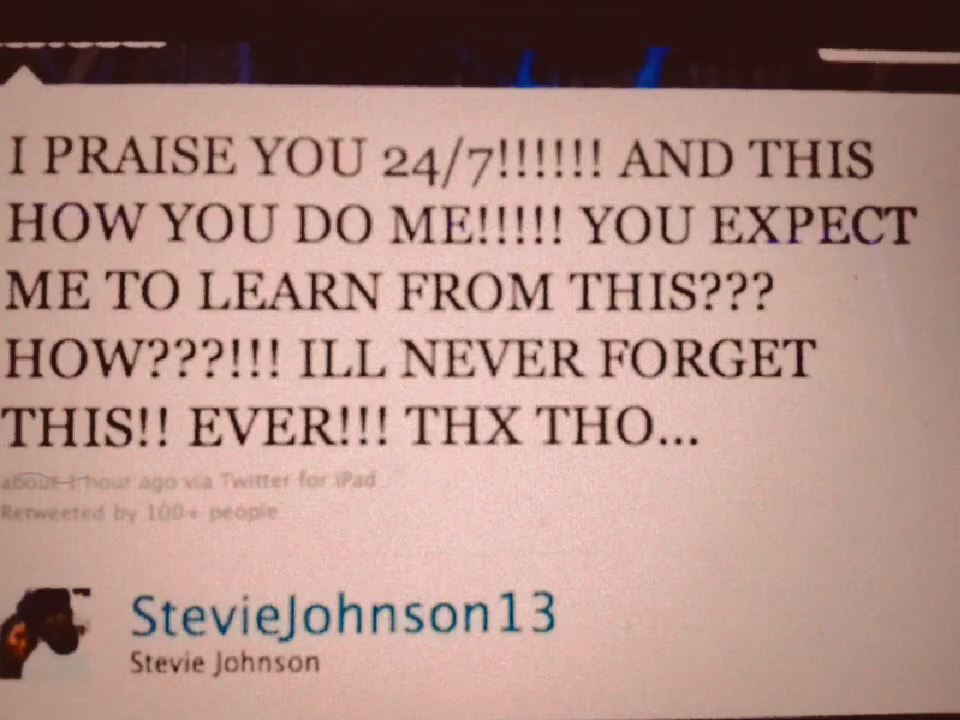 I PRAISE YOU 24/7!!!!!! AND THIS
HOW YOU DO ME!!!!! YOU EXPECT
ME TO LEARN FROM THIS???
HOW???!!! ILL NEVER FORGET
THIS!! EVER!!! THX THO...
about 1 hour ago via Twitter for iPad
Retweeted by 100+ people
StevieJohnson13
Stevie Johnson